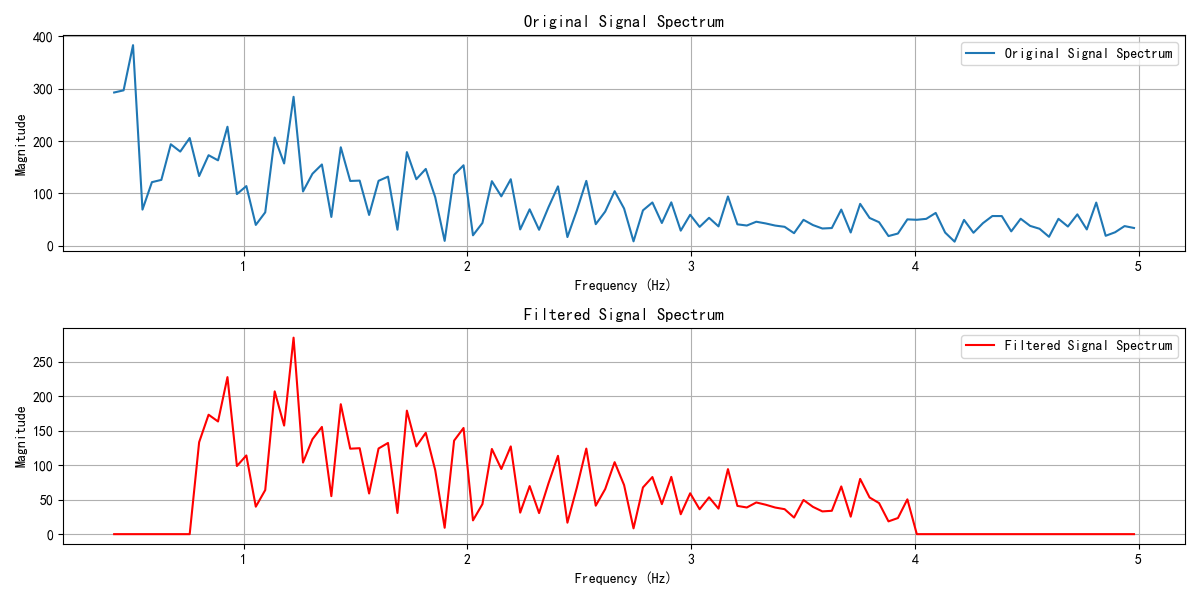 Original Signal Spectrum
400
300
200
100
0
Magnitude
Original Signal Spectrum
1
2
3
4
5
Frequency (Hz)
Filtered Signal Spectrum
250
200
150
100
50
0
Magnitude
Filtered Signal Spectrum
1
2
3
4
5
Frequency (Hz)